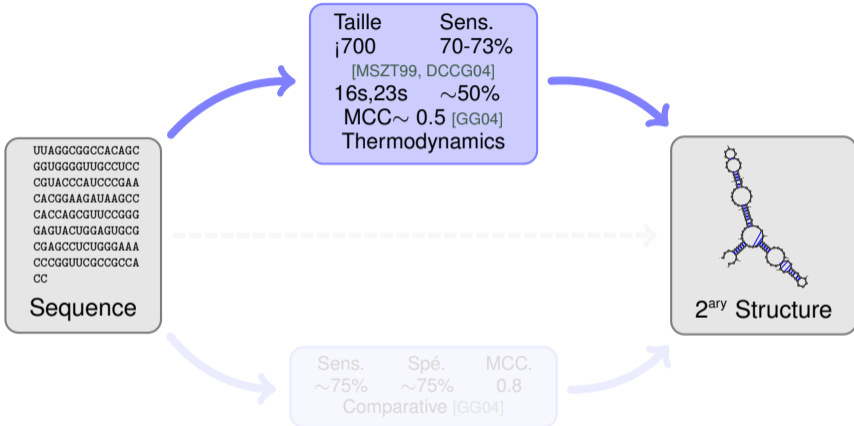 Taille Sens.
¡700 70-73%
[MSZT99, DCCG04]
16s,23s ∼50%
MCC∼ 0.5 [GG04]
Thermodynamics
UUAGGCGGCCACAGC
GGUGGGGUUGCCUCC
CGUACCCAUCCCGAA
CACGGAAGAUAAGCC
CACCAGCGUUCCGGG
GAGUACUGGAGUGCG
CGAGCCUCUGGGAAA
CCCGGUUCGCCGCCA
CC
Sequence
2ary Structure
Sens. Spé. MCC.
∼75% ∼75% 0.8
Comparative [GG04]